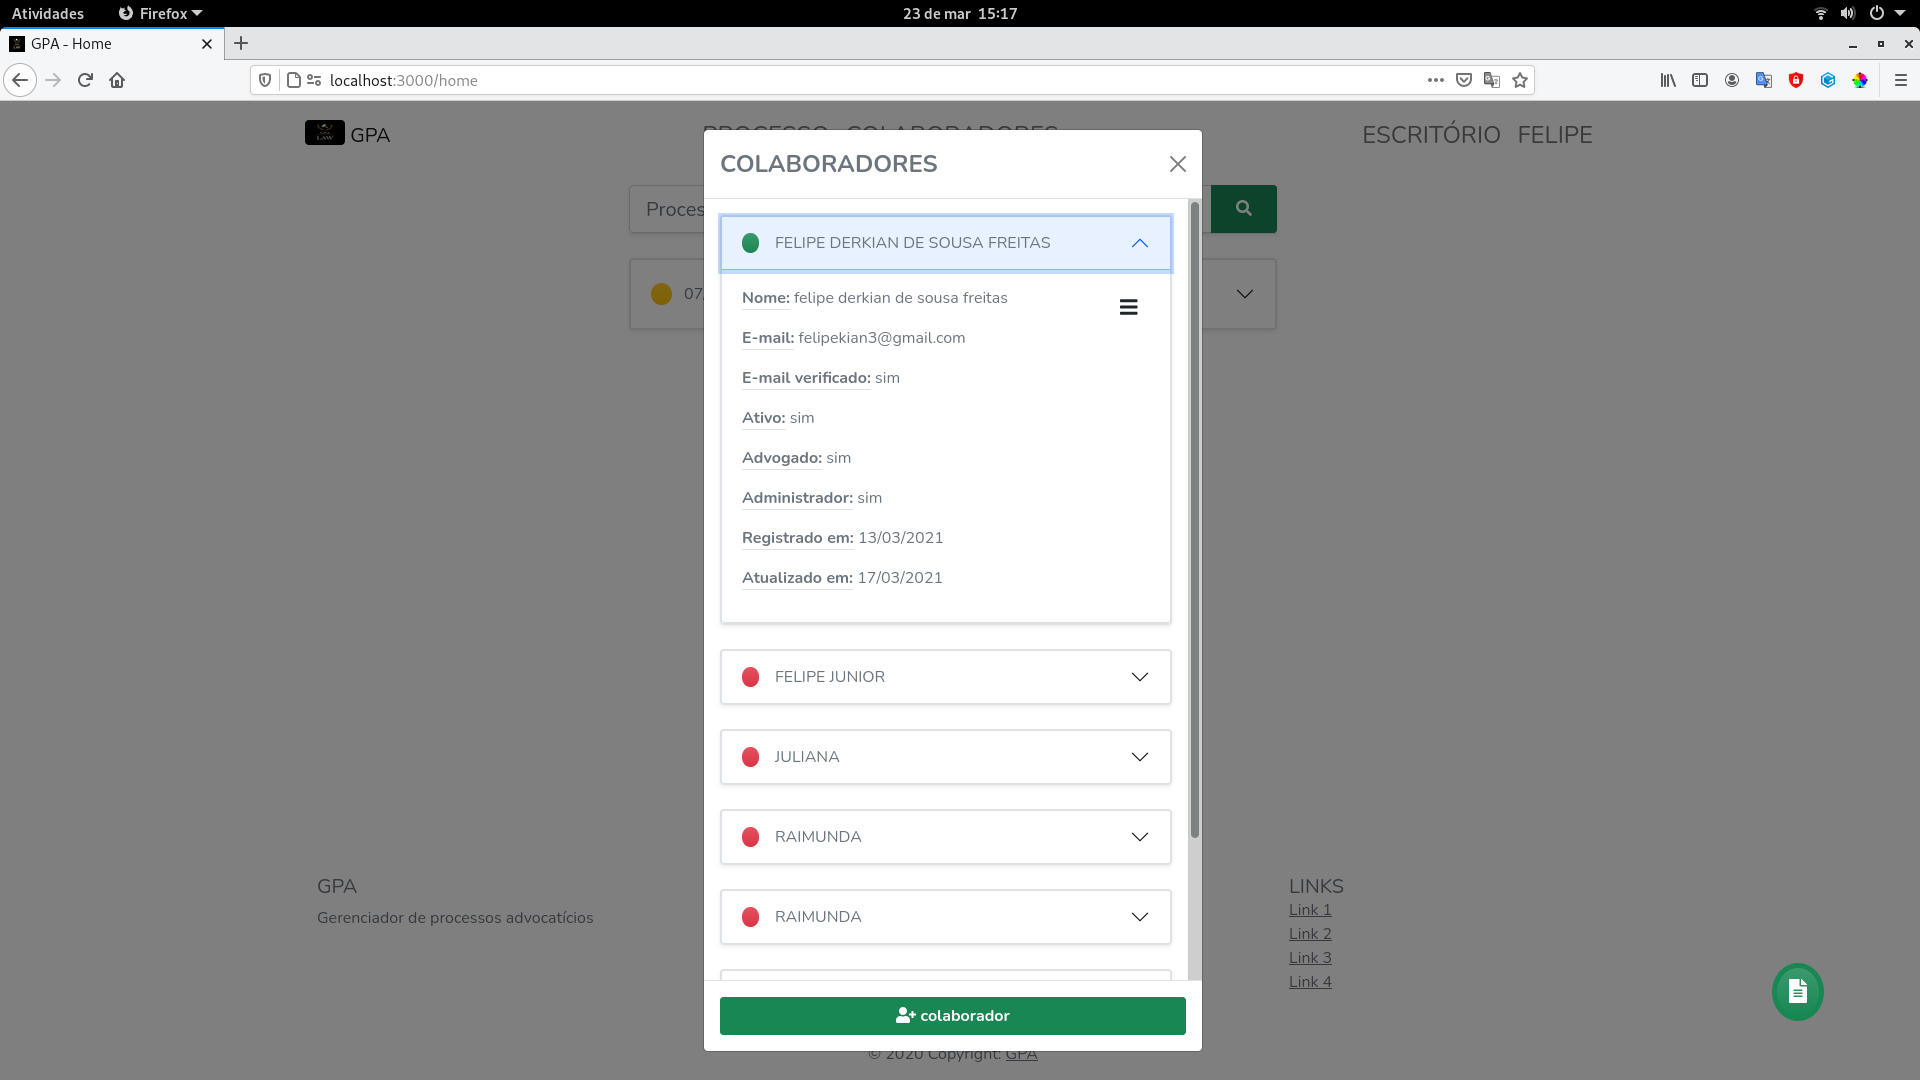 Atividades
Firefox
23 de mar 15:17
GPA - Home
localhost:3000/home
GPA
PROCESSO COLABORADORES
ESCRITÓRIO FELIPE
COLABORADORES
Proces
FELIPE DERKIAN DE SOUSA FREITAS
07
Nome: felipe derkian de sousa freitas
E-mail: felipekian3@gmail.com
E-mail verificado: sim
Ativo: sim
Advogado: sim
Administrador: sim
Registrado em: 13/03/2021
Atualizado em: 17/03/2021
FELIPE JUNIOR
JULIANA
RAIMUNDA
RAIMUNDA
GPA
Gerenciador de processos advocatícios
LINKS
Link 1
Link 2
Link 3
Link 4
colaborador
© 2020 Copyright: GPA